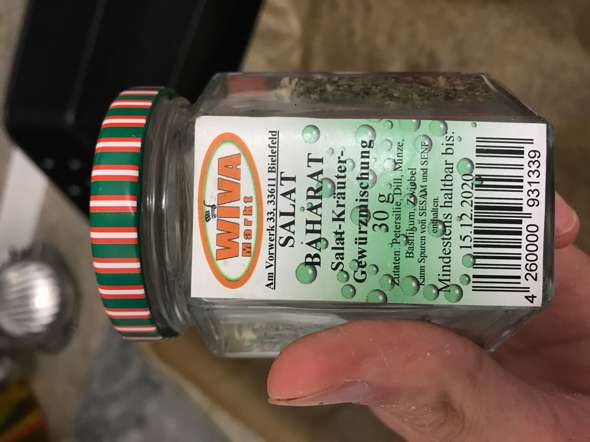 WIVA
Markt
Am Vorwerk 33, 33611 Bielefeld
SALAT
BAHARAT
Salat-Kräuter-
Gewürzmischung
30 g
Zutaten: Petersilie, Dill, Minze,
Basilikum, Zwiebel
Kann Spuren von SESAM und SENF
enthalten
Mindestens haltbar bis:
15.12.2020
4 260000 931339